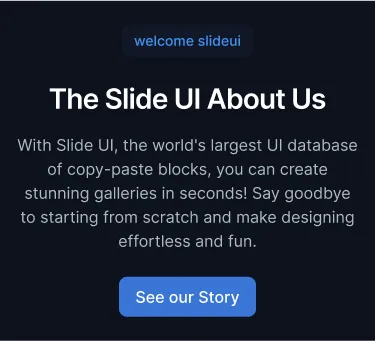 welcome slideui
The Slide UI About Us
With Slide UI, the world's largest UI database
of copy-paste blocks, you can create
stunning galleries in seconds! Say goodbye
to starting from scratch and make designing
effortless and fun.
See our Story